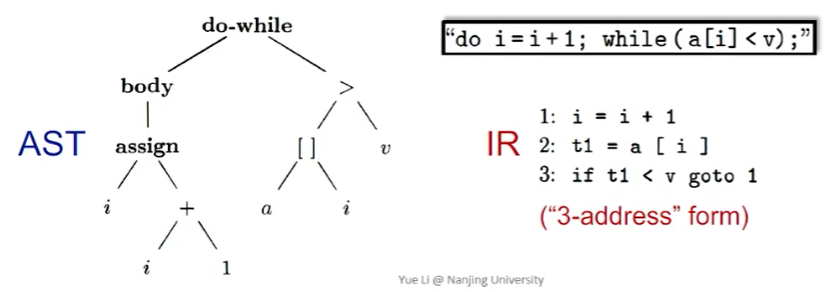 do-while
"do i=i+1; while(a[i]<v);"
body
>
AST
assign
[ ]
v
i
+
a
i
i
1
IR
1: i = i + 1
2: t1 = a [ i ]
3: if t1 < v goto 1
("3-address" form)
Yue Li @ Nanjing University